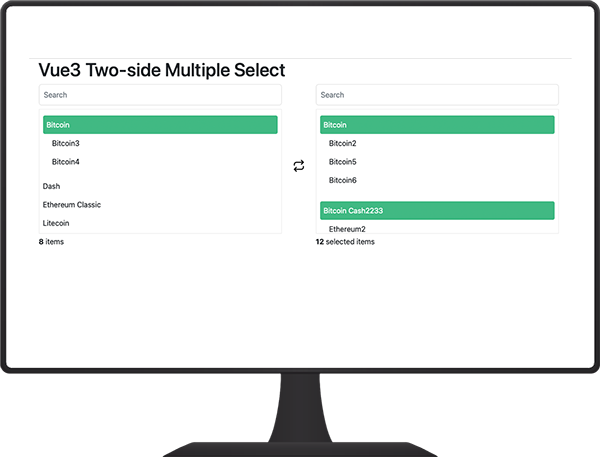 Vue3 Two-side Multiple Select
Search
Bitcoin
Bitcoin3
Bitcoin4
Dash
Ethereum Classic
Litecoin
8 items
Search
Bitcoin
Bitcoin2
Bitcoin5
Bitcoin6
Bitcoin Cash2233
Ethereum2
12 selected items